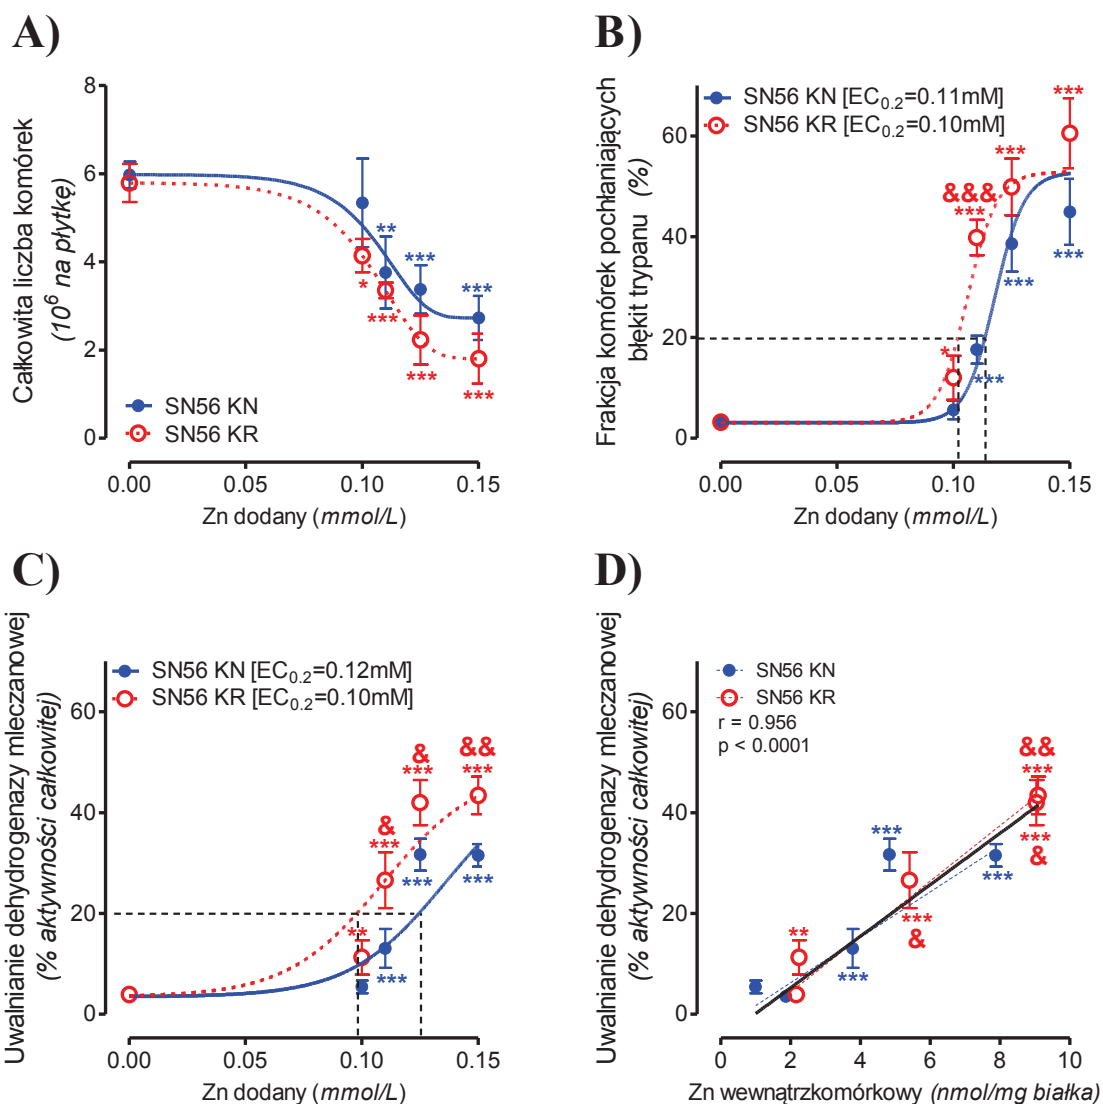 A)
Całkowita liczba komórek
(10⁶ na płytkę)
8
6
4
2
0
** *** ***
* *** *** ***
SN56 KN
SN56 KR
0.00 0.05 0.10 0.15
Zn dodany (mmol/L)
B)
Frakcja komórek pochłaniających
błękit trypanu (%)
SN56 KN [EC0.2=0.11mM]
SN56 KR [EC0.2=0.10mM]
60
40
20
0
* &&& *** *** ***
*** *** ***
0.00 0.05 0.10 0.15
Zn dodany (mmol/L)
C)
Uwalnianie dehydrogenazy mleczanowej
(% aktywności całkowitej)
SN56 KN [EC0.2=0.12mM]
SN56 KR [EC0.2=0.10mM]
60
40
20
0
& & &&
** *** *** ***
*** *** ***
0.00 0.05 0.10 0.15
Zn dodany (mmol/L)
D)
Uwalnianie dehydrogenazy mleczanowej
(% aktywności całkowitej)
SN56 KN
SN56 KR
r = 0.956
p < 0.0001
60
40
20
0
&&
***
*** ***
&
***
** ***
&
***
0 2 4 6 8 10
Zn wewnątrzkomórkowy (nmol/mg białka)